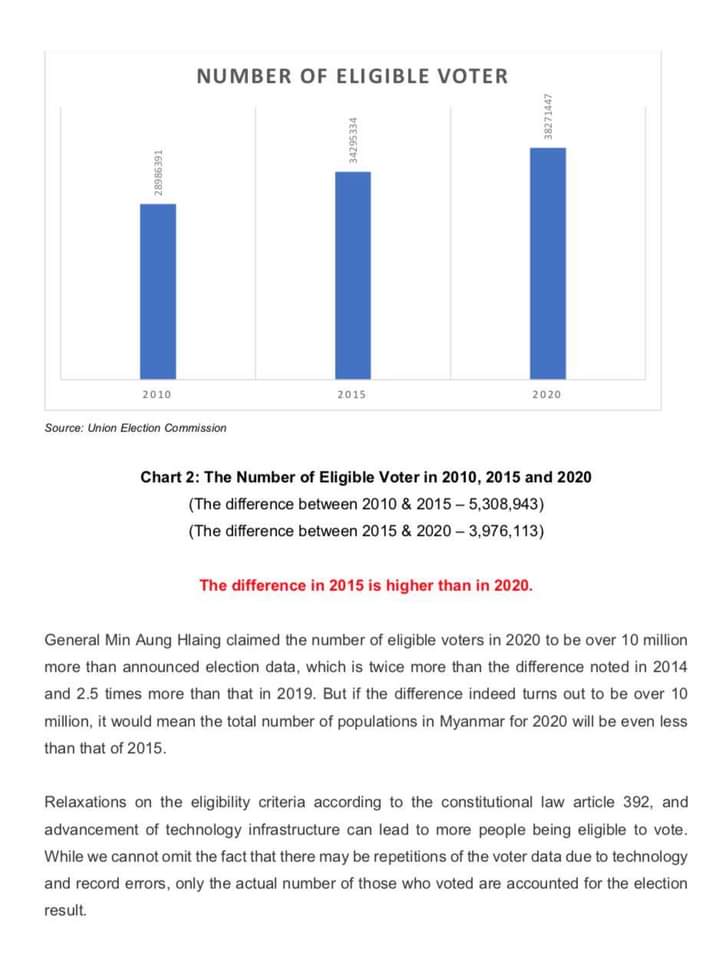 NUMBER OF ELIGIBLE VOTER
28986391
34295334
38271447
2010
2015
2020
Source: Union Election Commission
Chart 2: The Number of Eligible Voter in 2010, 2015 and 2020
(The difference between 2010 & 2015 – 5,308,943)
(The difference between 2015 & 2020 – 3,976,113)
The difference in 2015 is higher than in 2020.
General Min Aung Hlaing claimed the number of eligible voters in 2020 to be over 10 million
more than announced election data, which is twice more than the difference noted in 2014
and 2.5 times more than that in 2019. But if the difference indeed turns out to be over 10
million, it would mean the total number of populations in Myanmar for 2020 will be even less
than that of 2015.
Relaxations on the eligibility criteria according to the constitutional law article 392, and
advancement of technology infrastructure can lead to more people being eligible to vote.
While we cannot omit the fact that there may be repetitions of the voter data due to technology
and record errors, only the actual number of those who voted are accounted for the election
result.